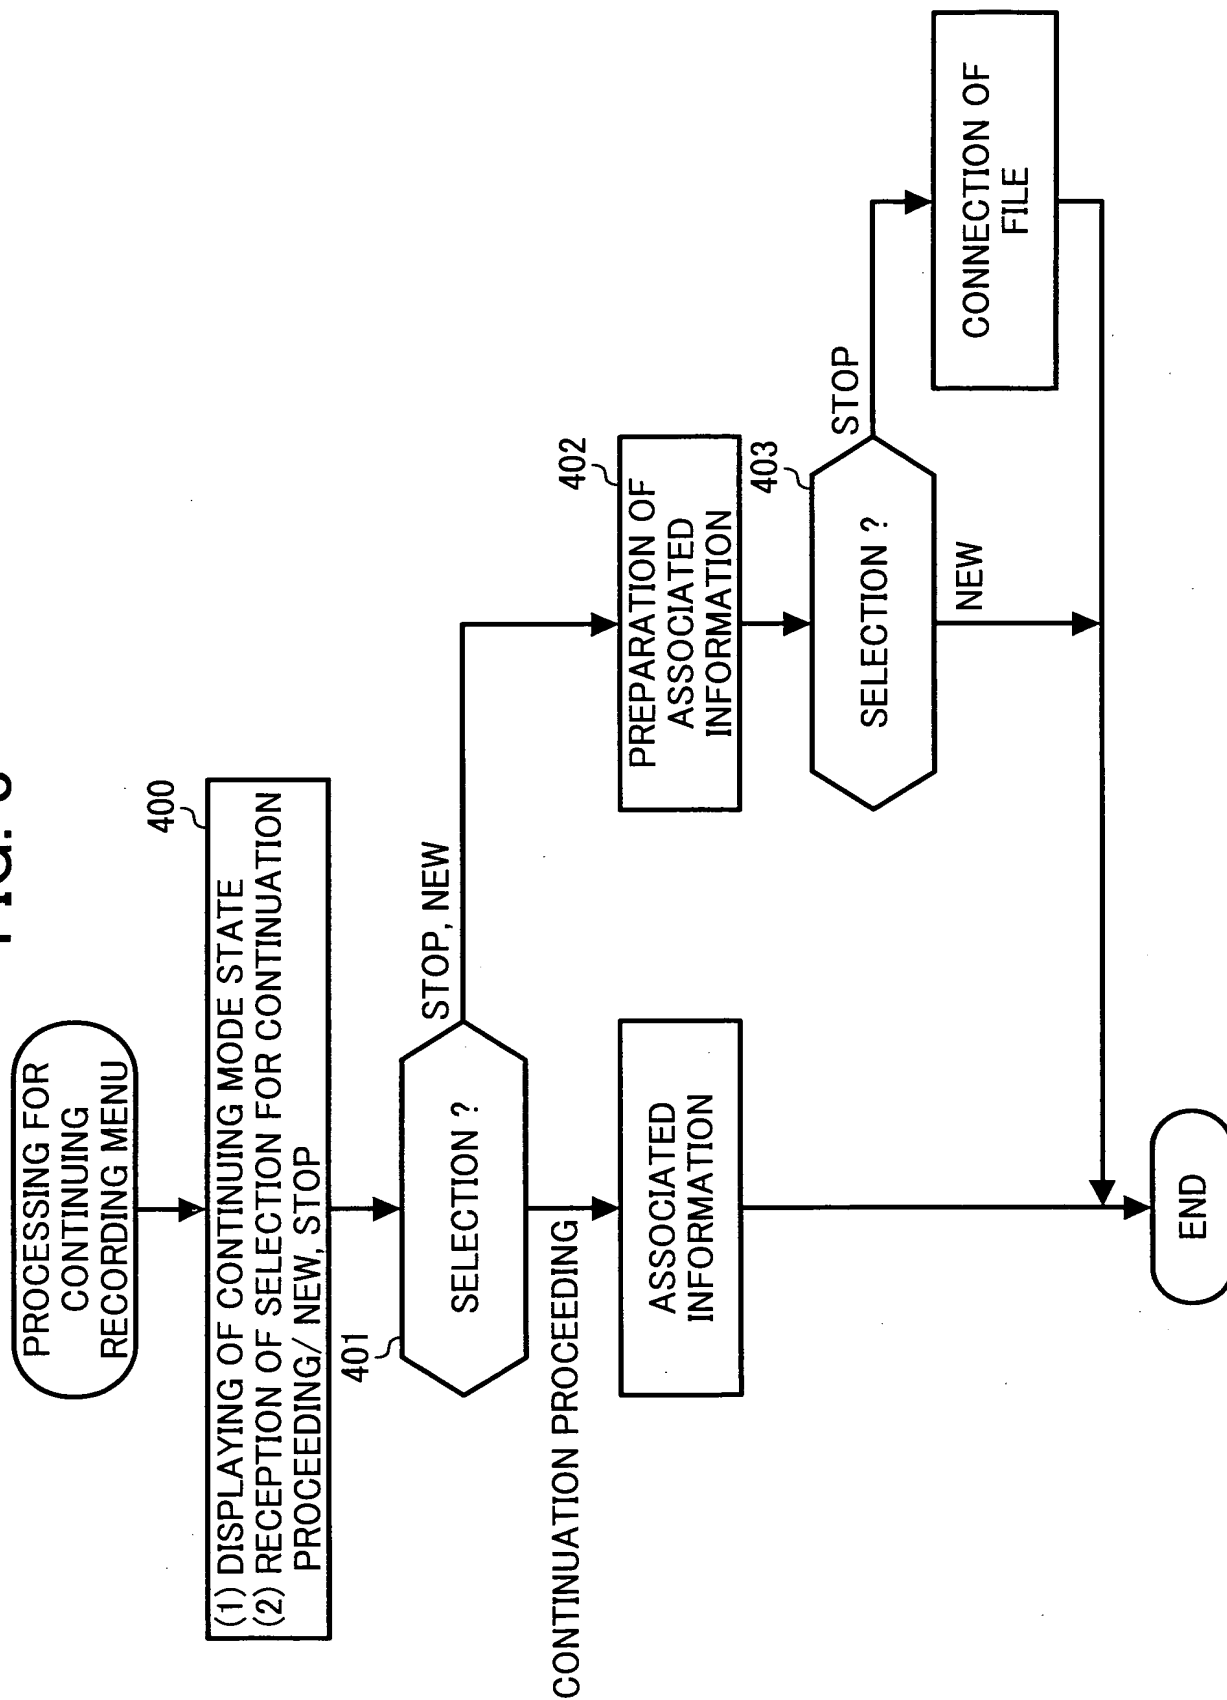 FIG.
PROCESSING FOR
CONTINUING
RECORDING MENU
400
(1) DISPLAYING OF CONTINUING MODE STATE
(2) RECEPTION OF SELECTION FOR CONTINUATION
PROCEEDING/ NEW, STOP
401
SELECTION ?
STOP, NEW
CONTINUATION PROCEEDING
ASSOCIATED
INFORMATION
402
PREPARATION OF
ASSOCIATED
INFORMATION
403
SELECTION ?
STOP
NEW
CONNECTION OF
FILE
END